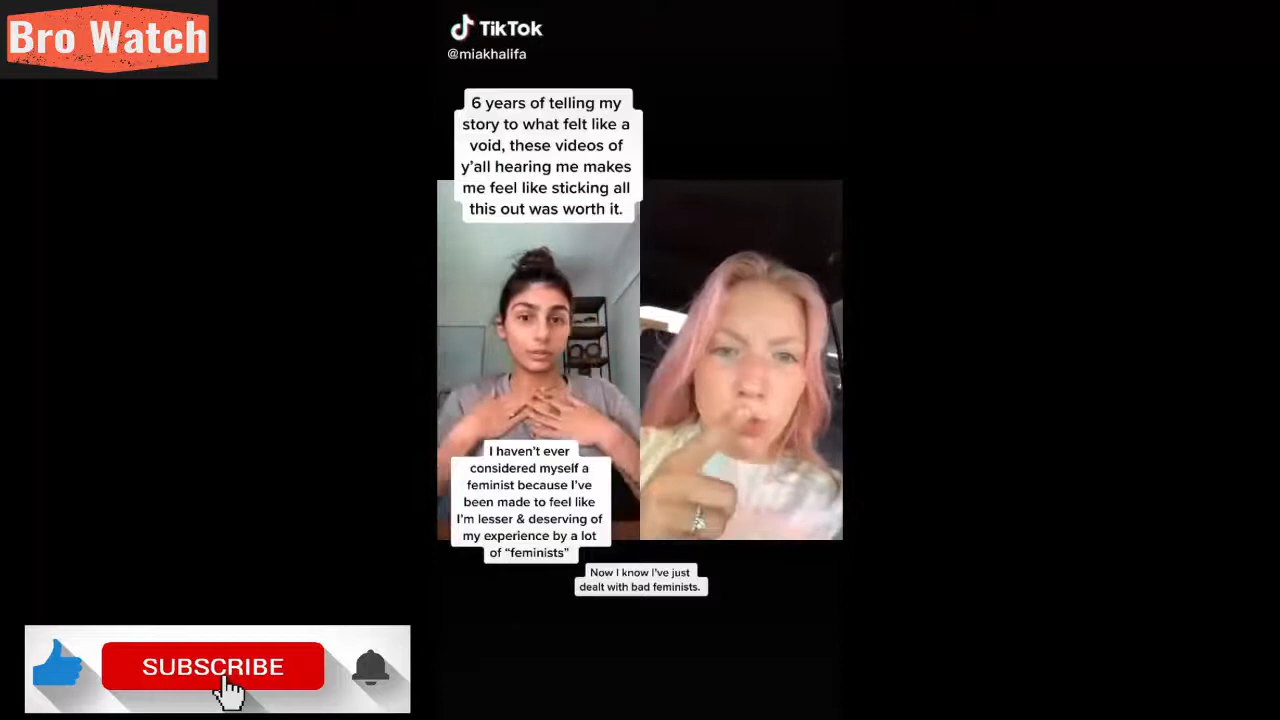 Bro Watch
TikTok
@miakhalifa
6 years of telling my
story to what felt like a
void, these videos of
y'all hearing me makes
me feel like sticking all
this out was worth it.
I haven't ever
considered myself a
feminist because I've
been made to feel like
I'm lesser & deserving of
my experience by a lot
of “feminists”
Now I know I've just
dealt with bad feminists.
SUBSCRIBE